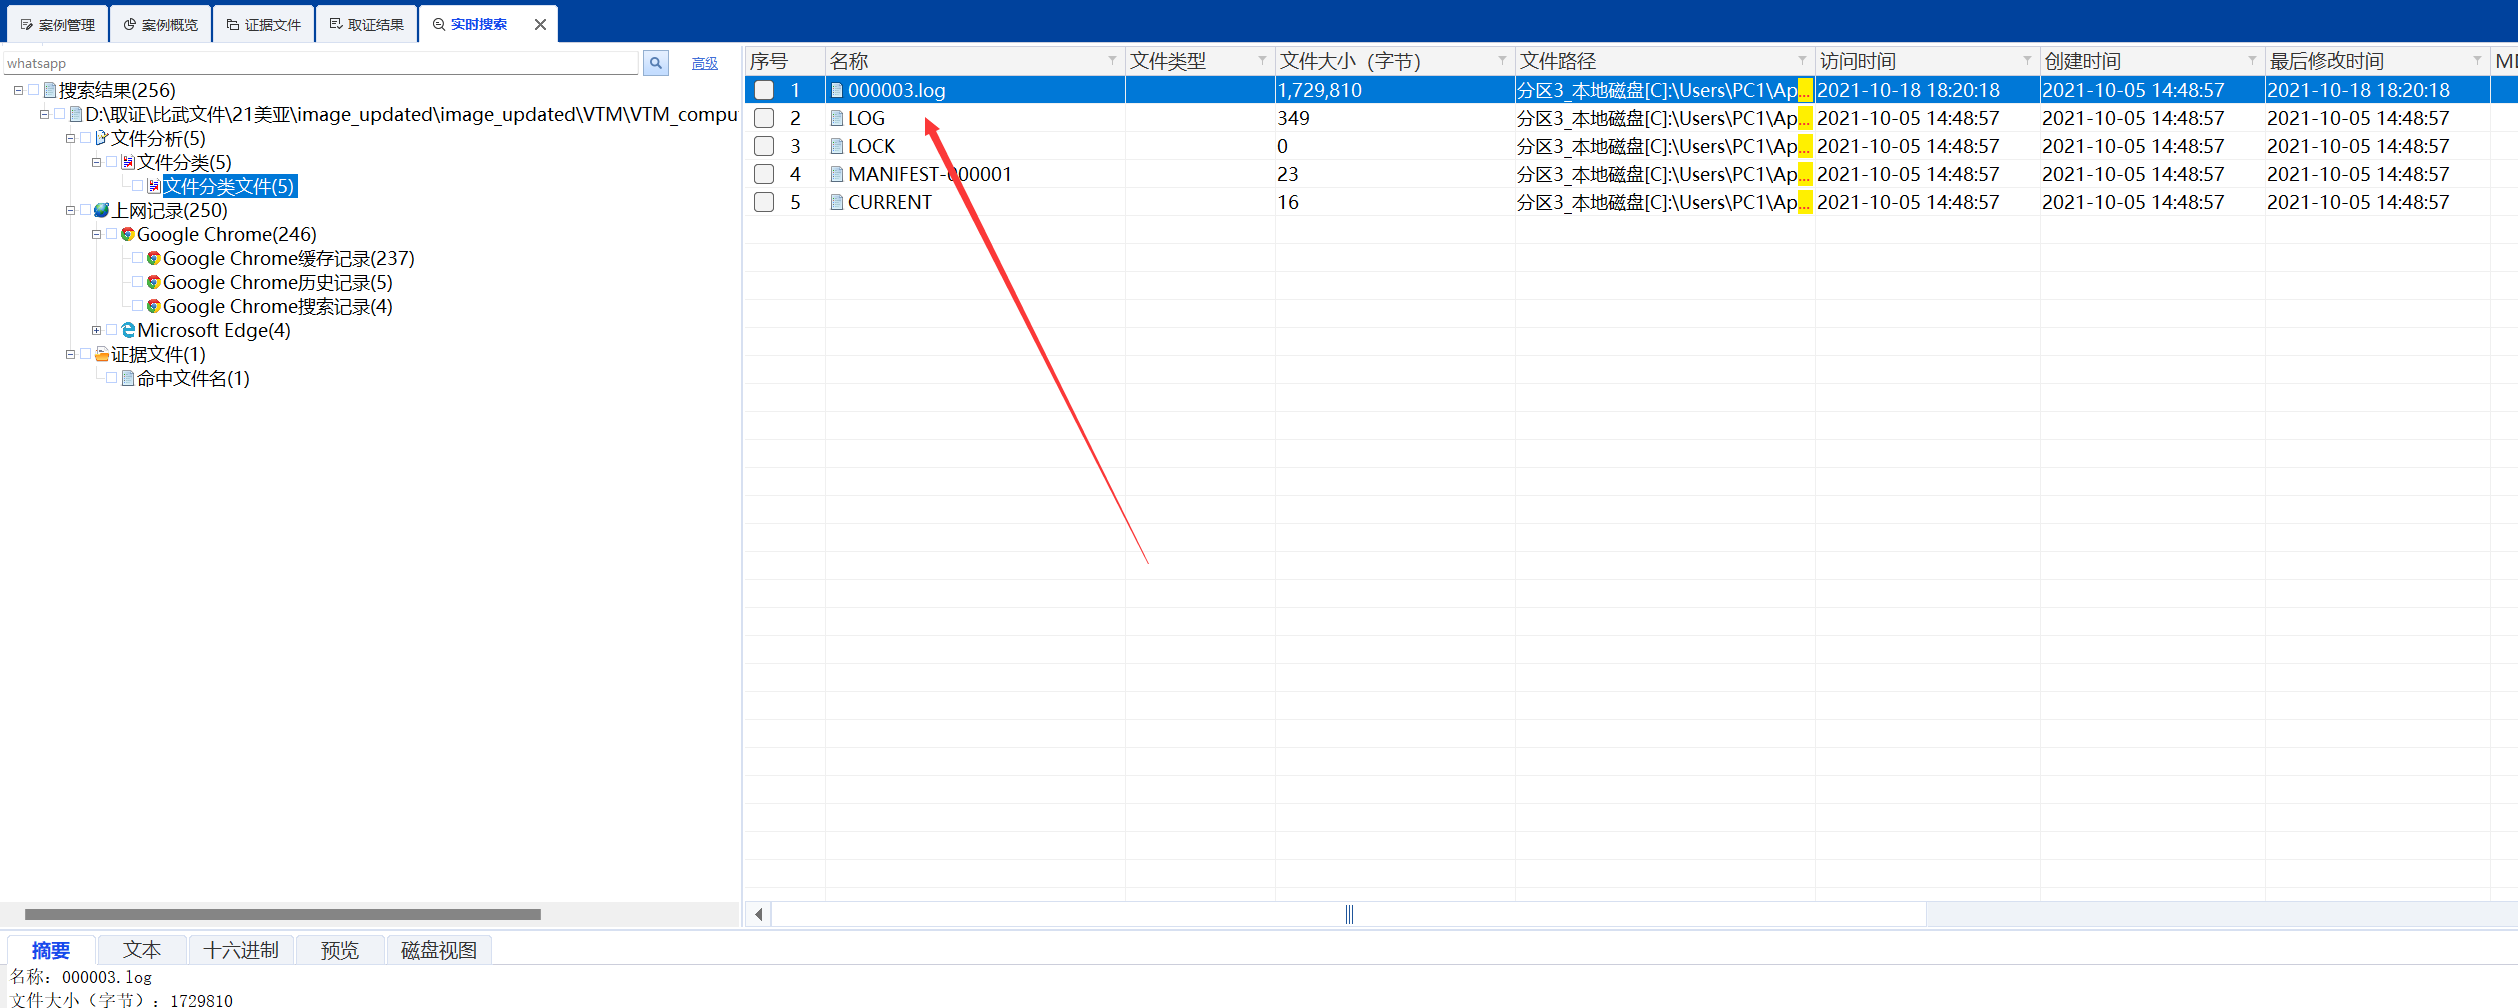 案例管理 案例概览 证据文件 取证结果 实时搜索
whatsapp 高级
搜索结果(256)
D:\取证\比武文件\21美亚\image_updated\image_updated\VTM\VTM_compu
文件分析(5)
文件分类(5)
文件分类文件(5)
上网记录(250)
Google Chrome(246)
Google Chrome缓存记录(237)
Google Chrome历史记录(5)
Google Chrome搜索记录(4)
Microsoft Edge(4)
证据文件(1)
命中文件名(1)
序号 名称 文件类型 文件大小（字节） 文件路径 访问时间 创建时间 最后修改时间
1 000003.log 1,729,810 分区3_本地磁盘[C]:\Users\PC1\Ap... 2021-10-18 18:20:18 2021-10-05 14:48:57 2021-10-18 18:20:18
2 LOG 349 分区3_本地磁盘[C]:\Users\PC1\Ap... 2021-10-05 14:48:57 2021-10-05 14:48:57 2021-10-05 14:48:57
3 LOCK 0 分区3_本地磁盘[C]:\Users\PC1\Ap... 2021-10-05 14:48:57 2021-10-05 14:48:57 2021-10-05 14:48:57
4 MANIFEST-000001 23 分区3_本地磁盘[C]:\Users\PC1\Ap... 2021-10-05 14:48:57 2021-10-05 14:48:57 2021-10-05 14:48:57
5 CURRENT 16 分区3_本地磁盘[C]:\Users\PC1\Ap... 2021-10-05 14:48:57 2021-10-05 14:48:57 2021-10-05 14:48:57
摘要 文本 十六进制 预览 磁盘视图
名称：000003.log
文件大小（字节）：1729810